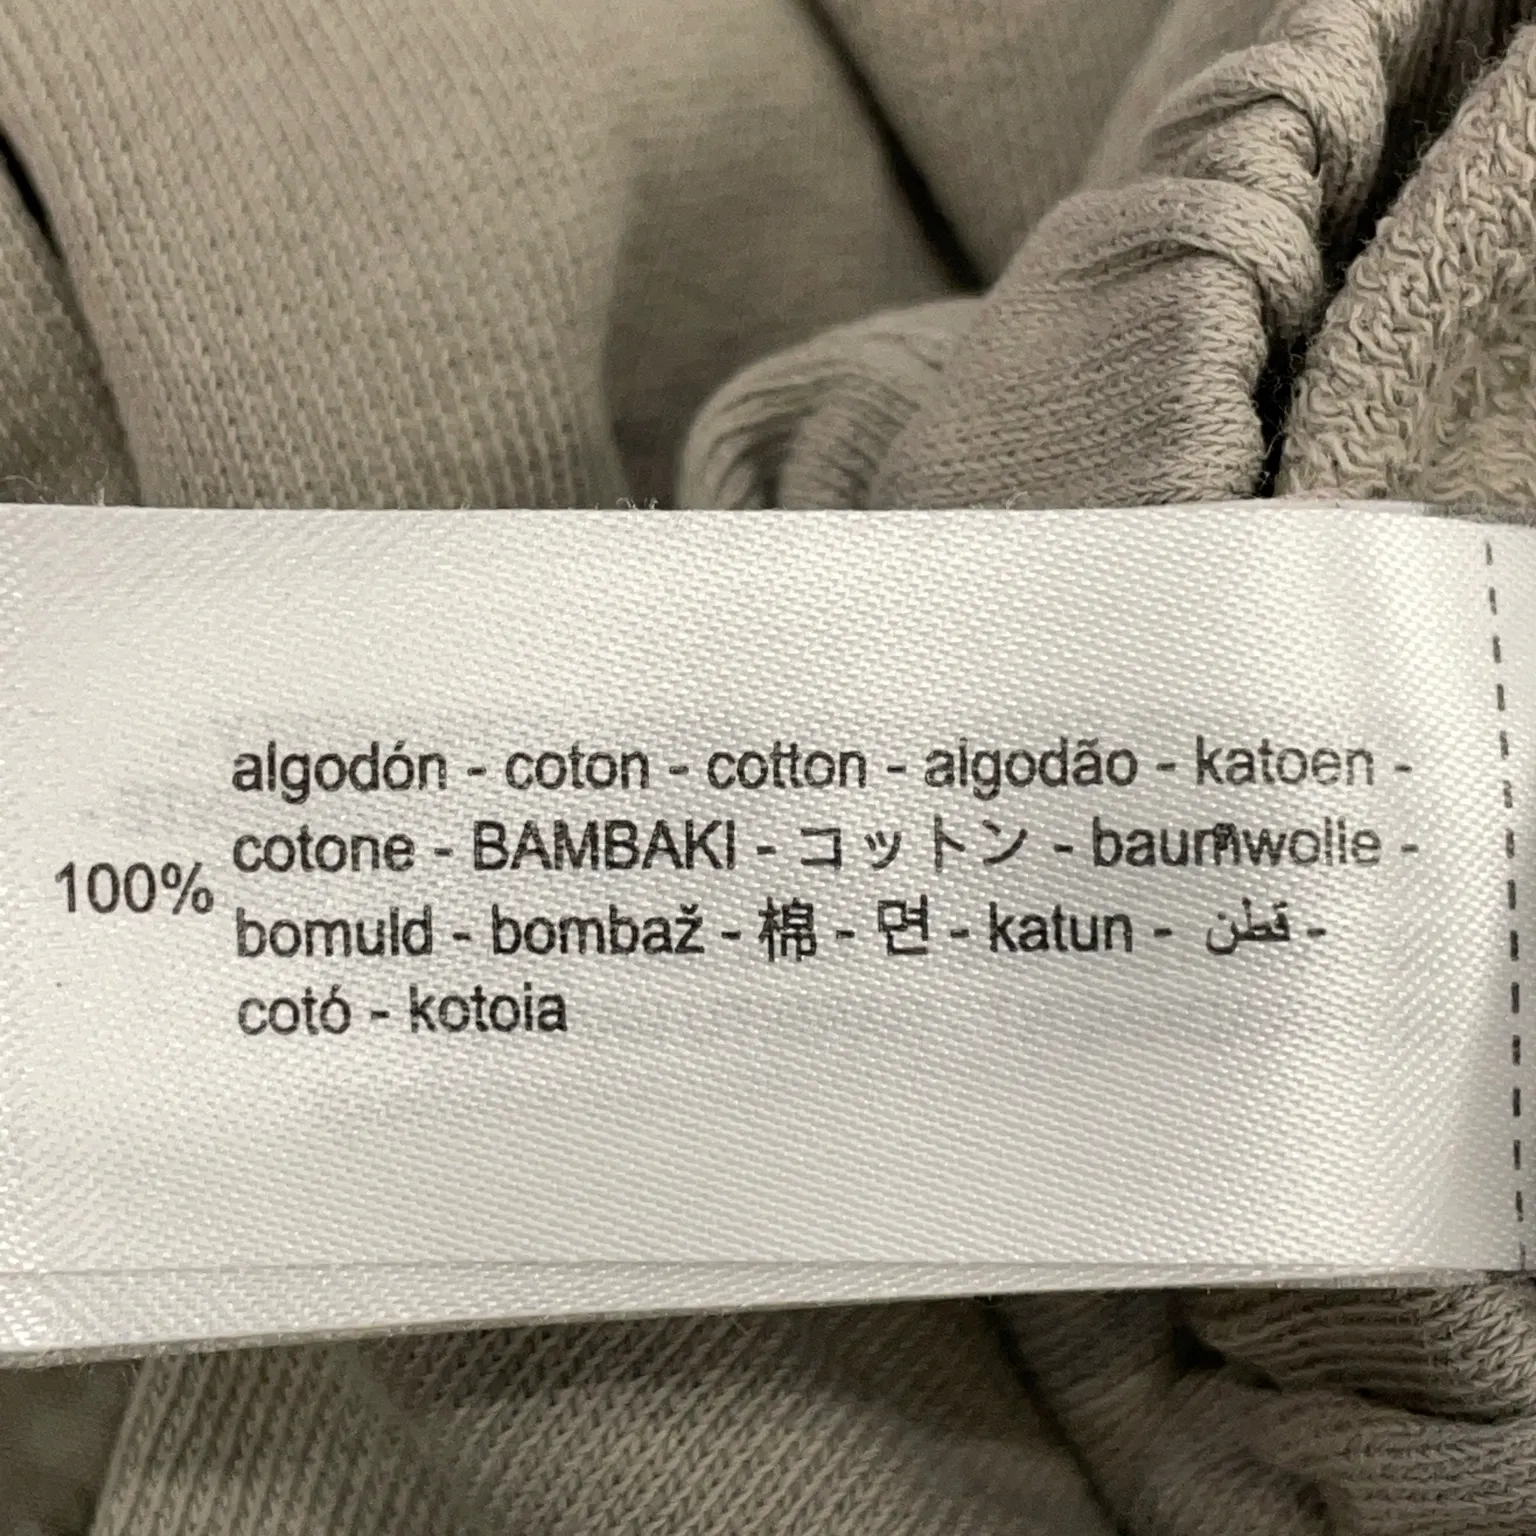 algodón - coton - cotton - algodão - katoen -
cotone - BAMBAKI - コットン - baumwolle -
100%
bomuld - bombaž - 棉 - 면 - katun - قطن -
cotó - kotoia